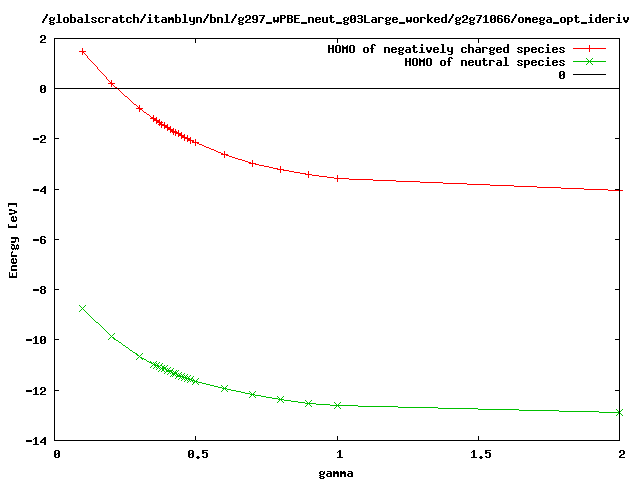 /globalscratch/itamblyn/bnl/g297_wPBE_neut_g03Large_worked/g2g71066/omega_opt_ideriv
HOMO of negatively charged species
HOMO of neutral species
0
2
0
-2
-4
-6
-8
-10
-12
-14
Energy [eV]
0 0.5 1 1.5 2
gamma